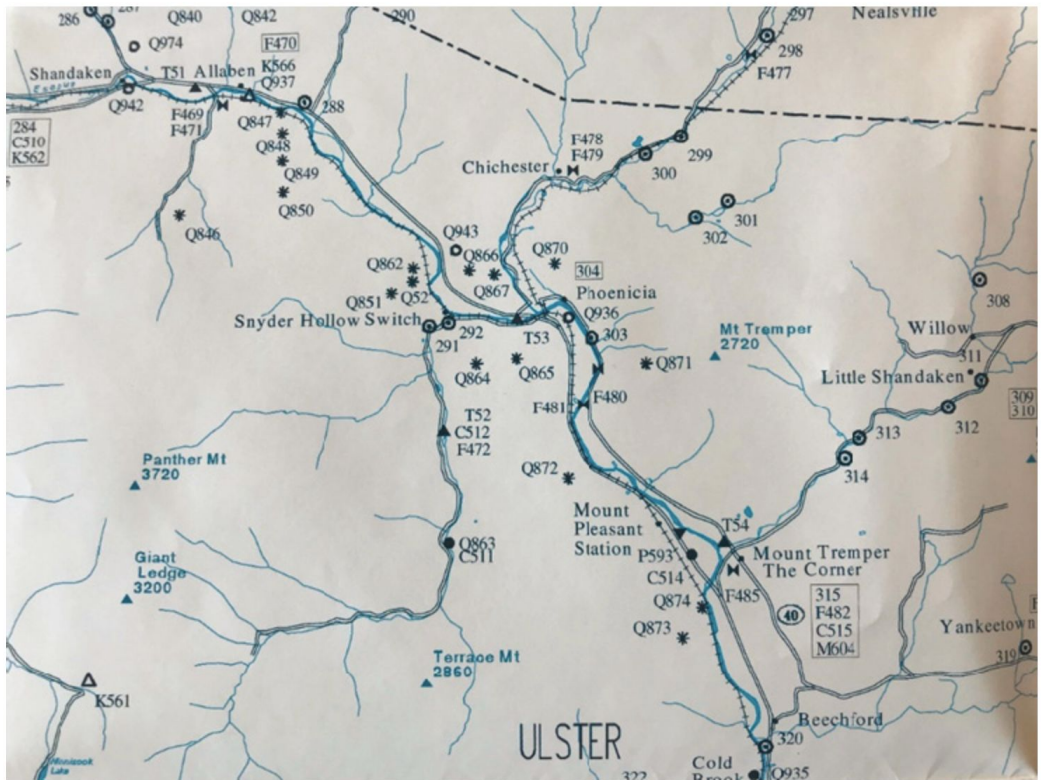 286
287
Q840
Q842
290
297
Nealsville
Q974
F470
298
Shandaken
T51
Allaben
K566
Q937
F477
Esopus
Q942
F469
F471
Q847
288
284
C510
K562
Q848
F478
F479
299
Q849
Chichester
300
Q850
301
Q846
302
Q943
Q862
Q866
Q870
304
Q851
Q52
Q867
Phoenicia
308
Snyder Hollow Switch
292
Q936
291
T53
303
Mt Tremper
2720
Willow
311
Q864
Q865
Q871
Little Shandaken
F481
F480
309
310
T52
C512
F472
312
313
Panther Mt
3720
Q872
314
Mount
Pleasant
Station
T54
Q863
C511
P593
Mount Tremper
The Corner
Giant
Ledge
3200
C514
F485
Q874
40
315
F482
C515
M604
Q873
Yankeetown
319
Terrace Mt
2860
K561
Beechford
ULSTER
320
Winnisook
Lake
322
Cold
Brook
Q935